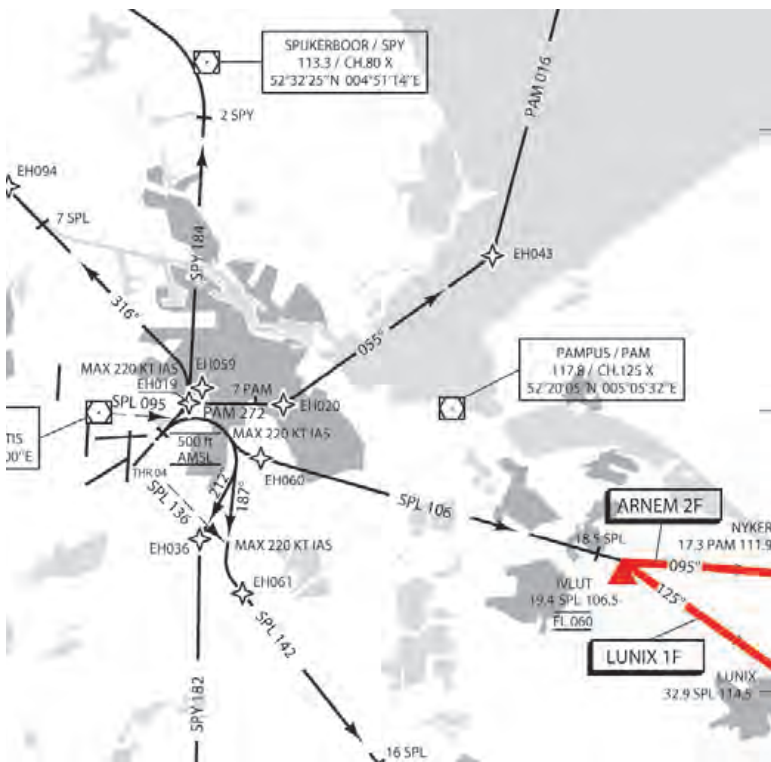 SPIJKERBOOR / SPY
113.3 / CH.80 X
52°32'25"N 004°51'14"E
PAM 016
2 SPY
EH094
7 SPL
SPY 184
EH043
316°
055°
PAMPUS / PAM
117.8 / CH.125 X
52°20'05"N 005°05'32"E
MAX 220 KT IAS
EH059
EH019
7 PAM
SPL 095
PAM 272
EH020
TIS
00"E
500 ft
AMSL
MAX 220 KT IAS
THR 04
EH060
SPL 106
ARNEM 2F
212°
187°
SPL 136
18.5 SPL
NYKER
17.3 PAM 111.9
095°
EH036
MAX 220 KT IAS
IVLUT
19.4 SPL 106.5
FL 060
125°
EH061
LUNIX 1F
SPL 142
LUNIX
32.9 SPL 114.5
SPY 182
16 SPL